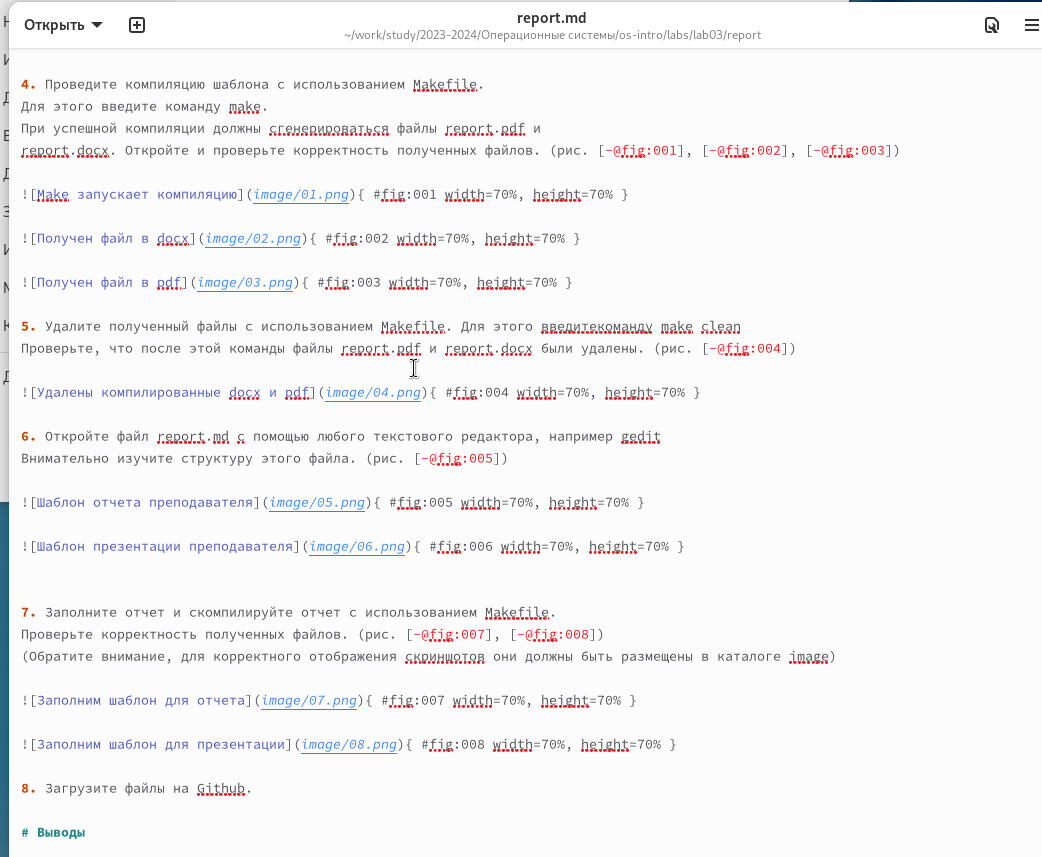 Открыть
report.md
~/work/study/2023-2024/Операционные системы/os-intro/labs/lab03/report
4. Проведите компиляцию шаблона с использованием Makefile.
Для этого введите команду make.
При успешной компиляции должны сгенерироваться файлы report.pdf и
report.docx. Откройте и проверьте корректность полученных файлов. (рис. [-@fig:001], [-@fig:002], [-@fig:003])
![Make запускает компиляцию](image/01.png){ #fig:001 width=70%, height=70% }
![Получен файл в docx](image/02.png){ #fig:002 width=70%, height=70% }
![Получен файл в pdf](image/03.png){ #fig:003 width=70%, height=70% }
5. Удалите полученный файлы с использованием Makefile. Для этого введитекоманду make clean
Проверьте, что после этой команды файлы report.pdf и report.docx были удалены. (рис. [-@fig:004])
![Удалены компилированные docx и pdf](image/04.png){ #fig:004 width=70%, height=70% }
6. Откройте файл report.md с помощью любого текстового редактора, например gedit
Внимательно изучите структуру этого файла. (рис. [-@fig:005])
![Шаблон отчета преподавателя](image/05.png){ #fig:005 width=70%, height=70% }
![Шаблон презентации преподавателя](image/06.png){ #fig:006 width=70%, height=70% }
7. Заполните отчет и скомпилируйте отчет с использованием Makefile.
Проверьте корректность полученных файлов. (рис. [-@fig:007], [-@fig:008])
(Обратите внимание, для корректного отображения скриншотов они должны быть размещены в каталоге image)
![Заполним шаблон для отчета](image/07.png){ #fig:007 width=70%, height=70% }
![Заполним шаблон для презентации](image/08.png){ #fig:008 width=70%, height=70% }
8. Загрузите файлы на Github.
# Выводы